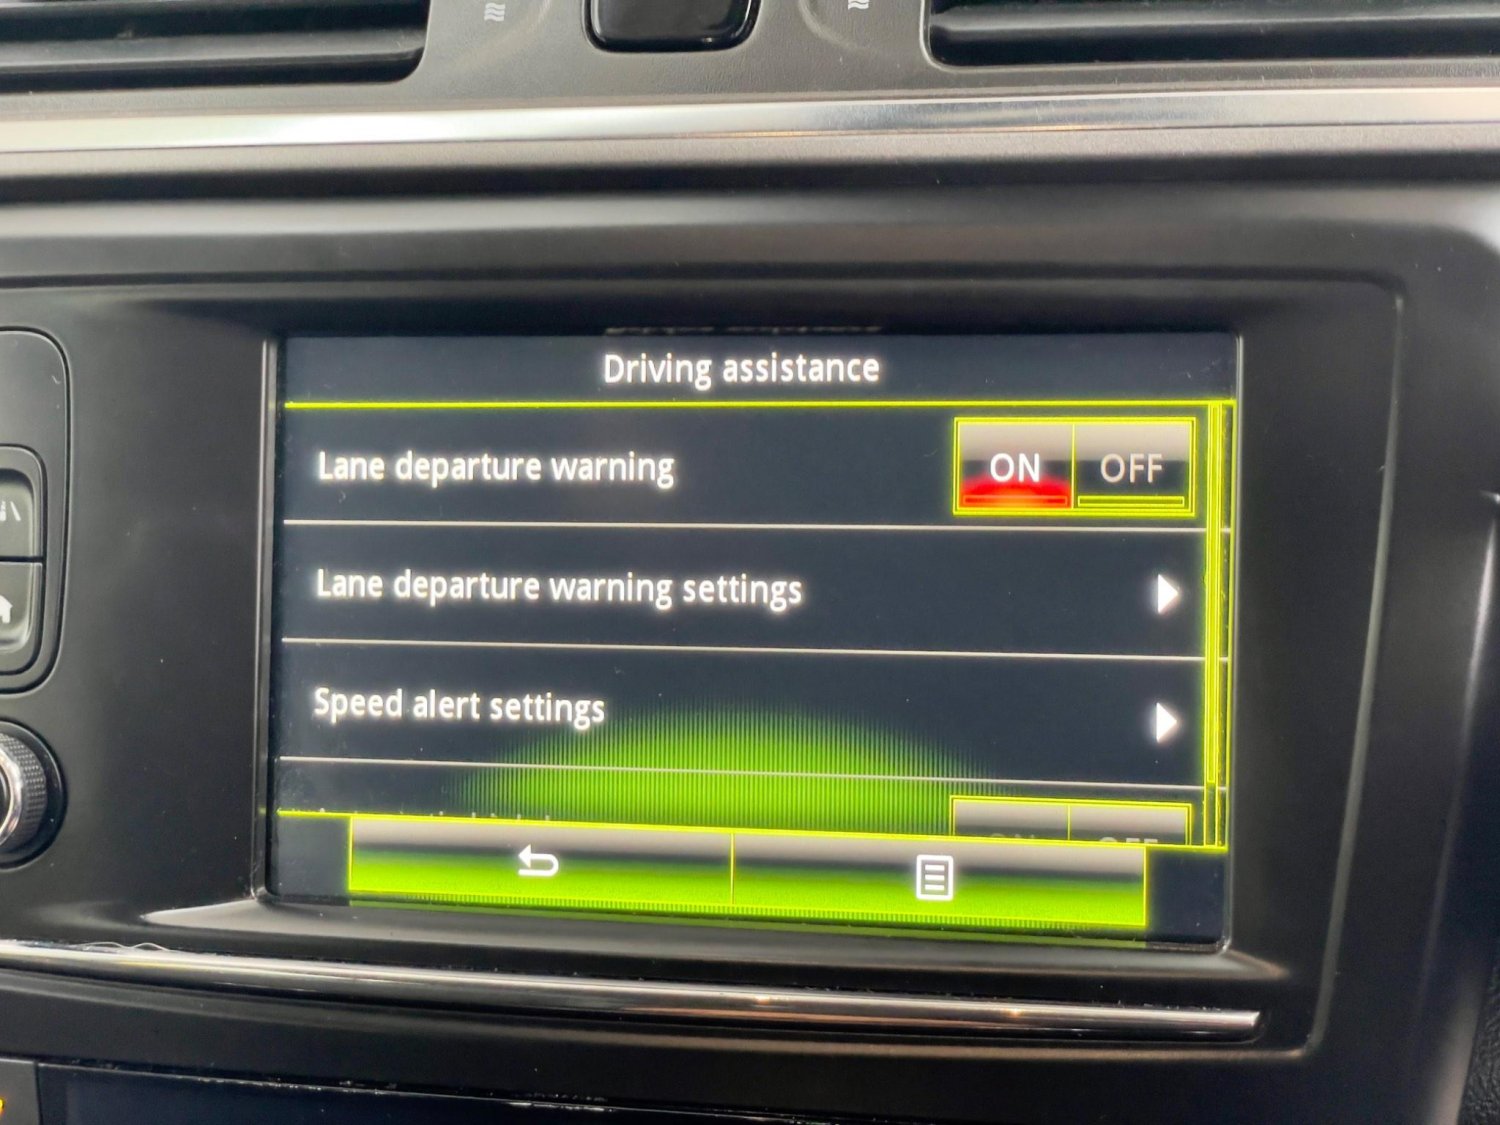 Driving assistance
Lane departure warning ON OFF
Lane departure warning settings
Speed alert settings